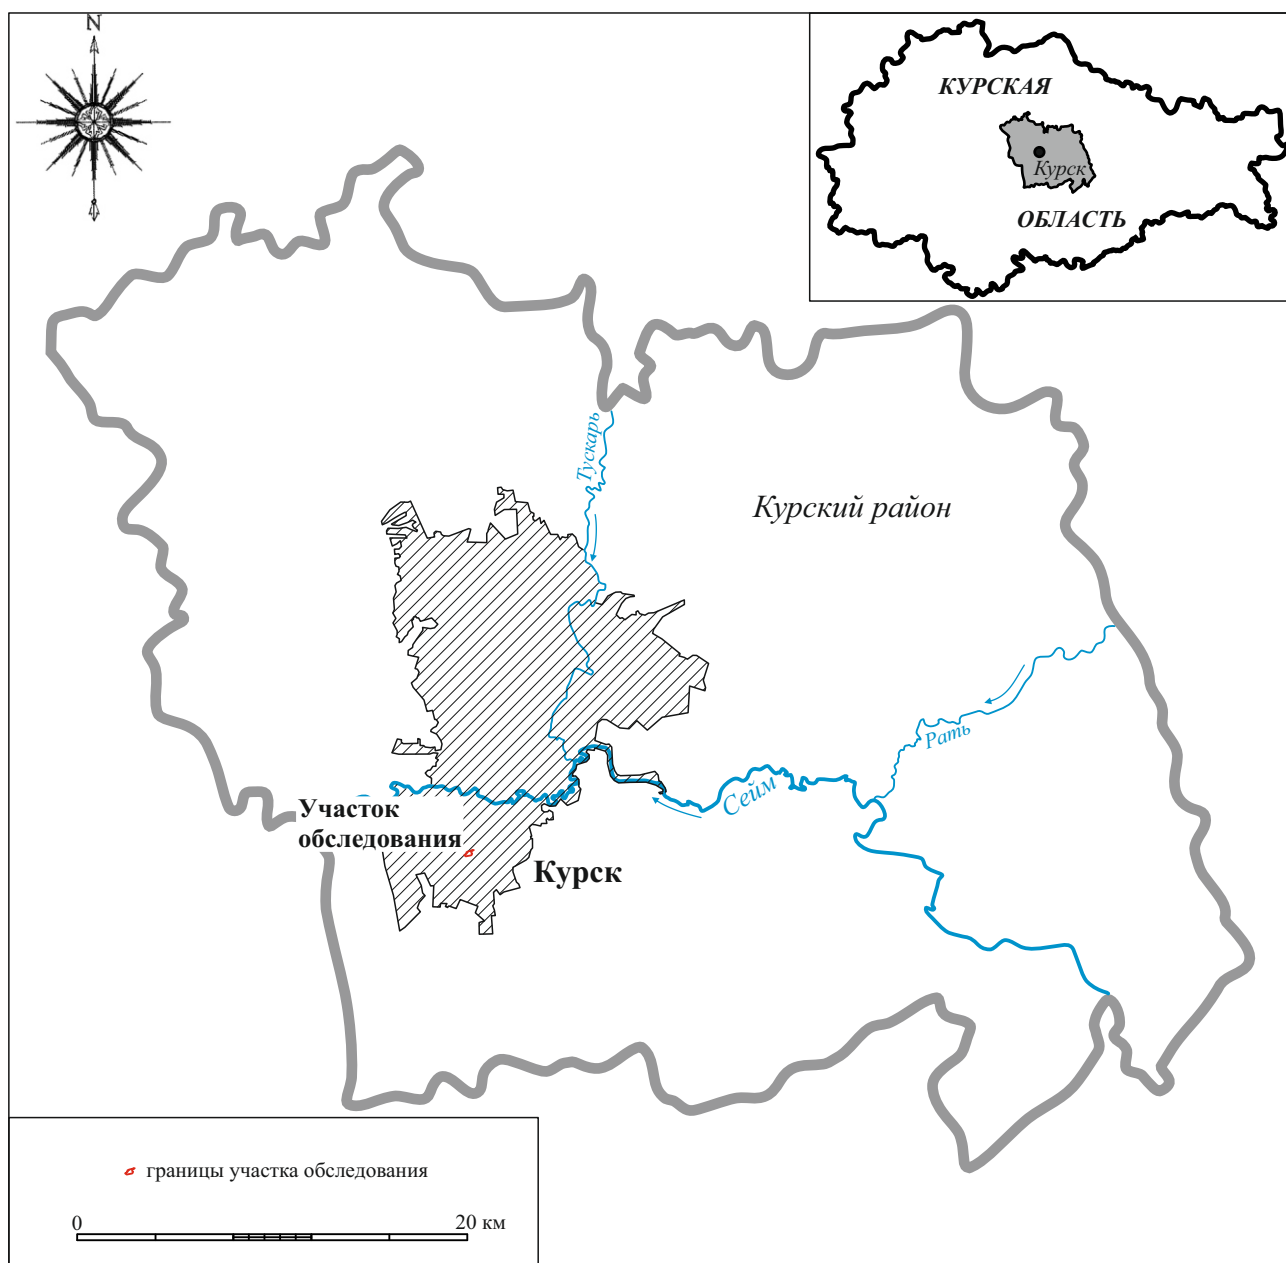 N
КУРСКАЯ
Курск
ОБЛАСТЬ
Тускарь
Курский район
Рать
Сейм
Участок
обследования
Курск
границы участка обследования
0 20 км